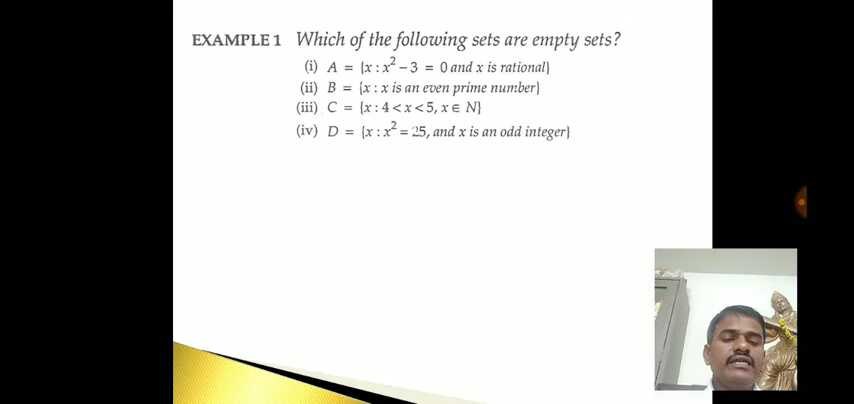 EXAMPLE 1 Which of the following sets are empty sets?
(i) A = {x : x² – 3 = 0 and x is rational}
(ii) B = {x : x is an even prime number}
(iii) C = {x : 4 < x < 5, x ∈ N}
(iv) D = {x : x² = 25, and x is an odd integer}